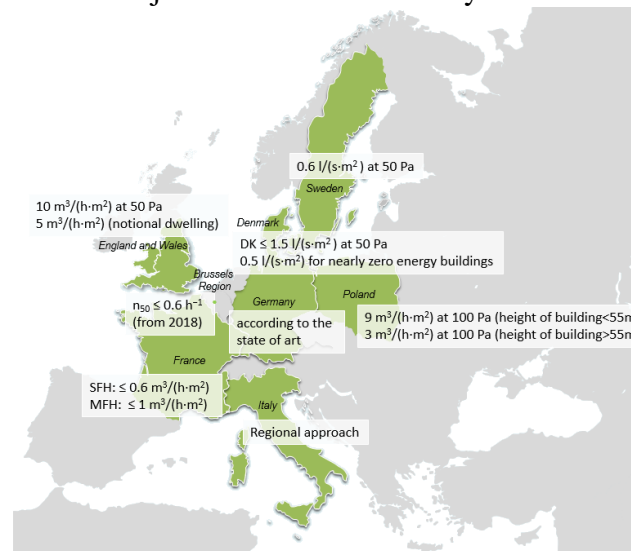 0.6 l/(s·m²) at 50 Pa
Sweden
10 m³/(h·m²) at 50 Pa
5 m³/(h·m²) (notional dwelling)
England and Wales
Denmark
DK ≤ 1.5 l/(s·m²) at 50 Pa
0.5 l/(s·m²) for nearly zero energy buildings
Brussels
Region
n₅₀ ≤ 0.6 h⁻¹
(from 2018)
Germany
Poland
according to the
state of art
9 m³/(h·m²) at 100 Pa (height of building<55m
3 m³/(h·m²) at 100 Pa (height of building>55m
France
SFH: ≤ 0.6 m³/(h·m²)
MFH: ≤ 1 m³/(h·m²)
Italy
Regional approach